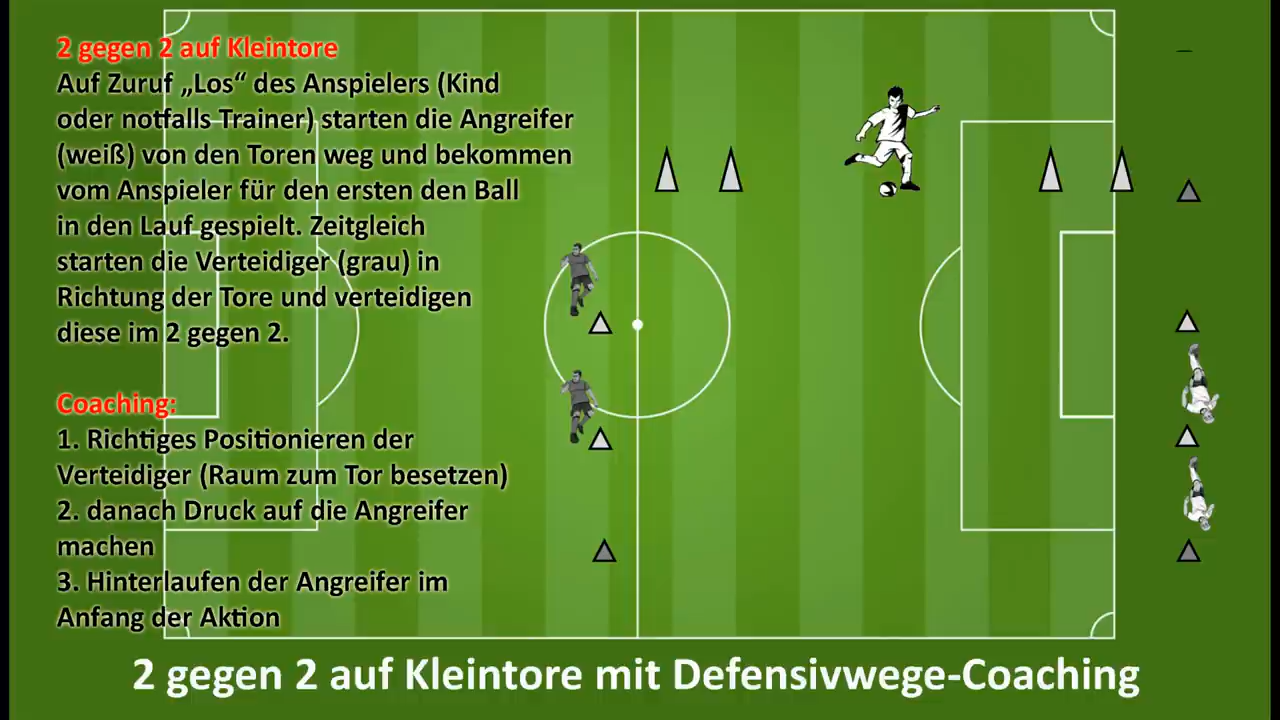 2 gegen 2 auf Kleintore
Auf Zuruf „Los“ des Anspielers (Kind
oder notfalls Trainer) starten die Angreifer
(weiß) von den Toren weg und bekommen
vom Anspieler für den ersten den Ball
in den Lauf gespielt. Zeitgleich
starten die Verteidiger (grau) in
Richtung der Tore und verteidigen
diese im 2 gegen 2.
Coaching:
1. Richtiges Positionieren der
Verteidiger (Raum zum Tor besetzen)
2. danach Druck auf die Angreifer
machen
3. Hinterlaufen der Angreifer im
Anfang der Aktion
2 gegen 2 auf Kleintore mit Defensivwege-Coaching